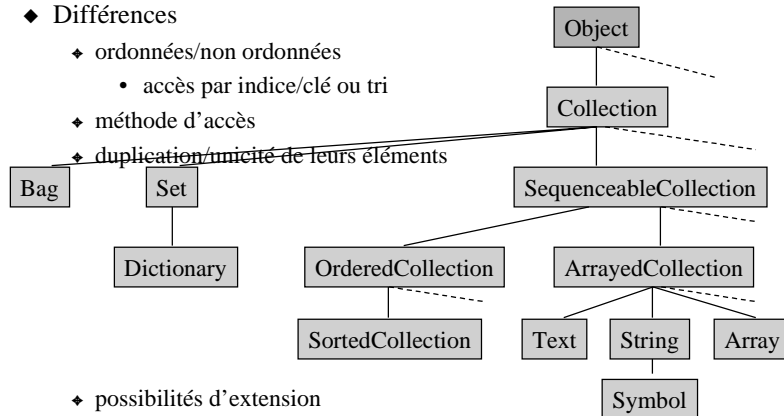 ◆ Différences
Object
❖ ordonnées/non ordonnées
• accès par indice/clé ou tri
Collection
❖ méthode d'accès
❖ duplication/unicité de leurs éléments
Bag Set SequenceableCollection
Dictionary OrderedCollection ArrayedCollection
SortedCollection Text String Array
❖ possibilités d'extension
Symbol